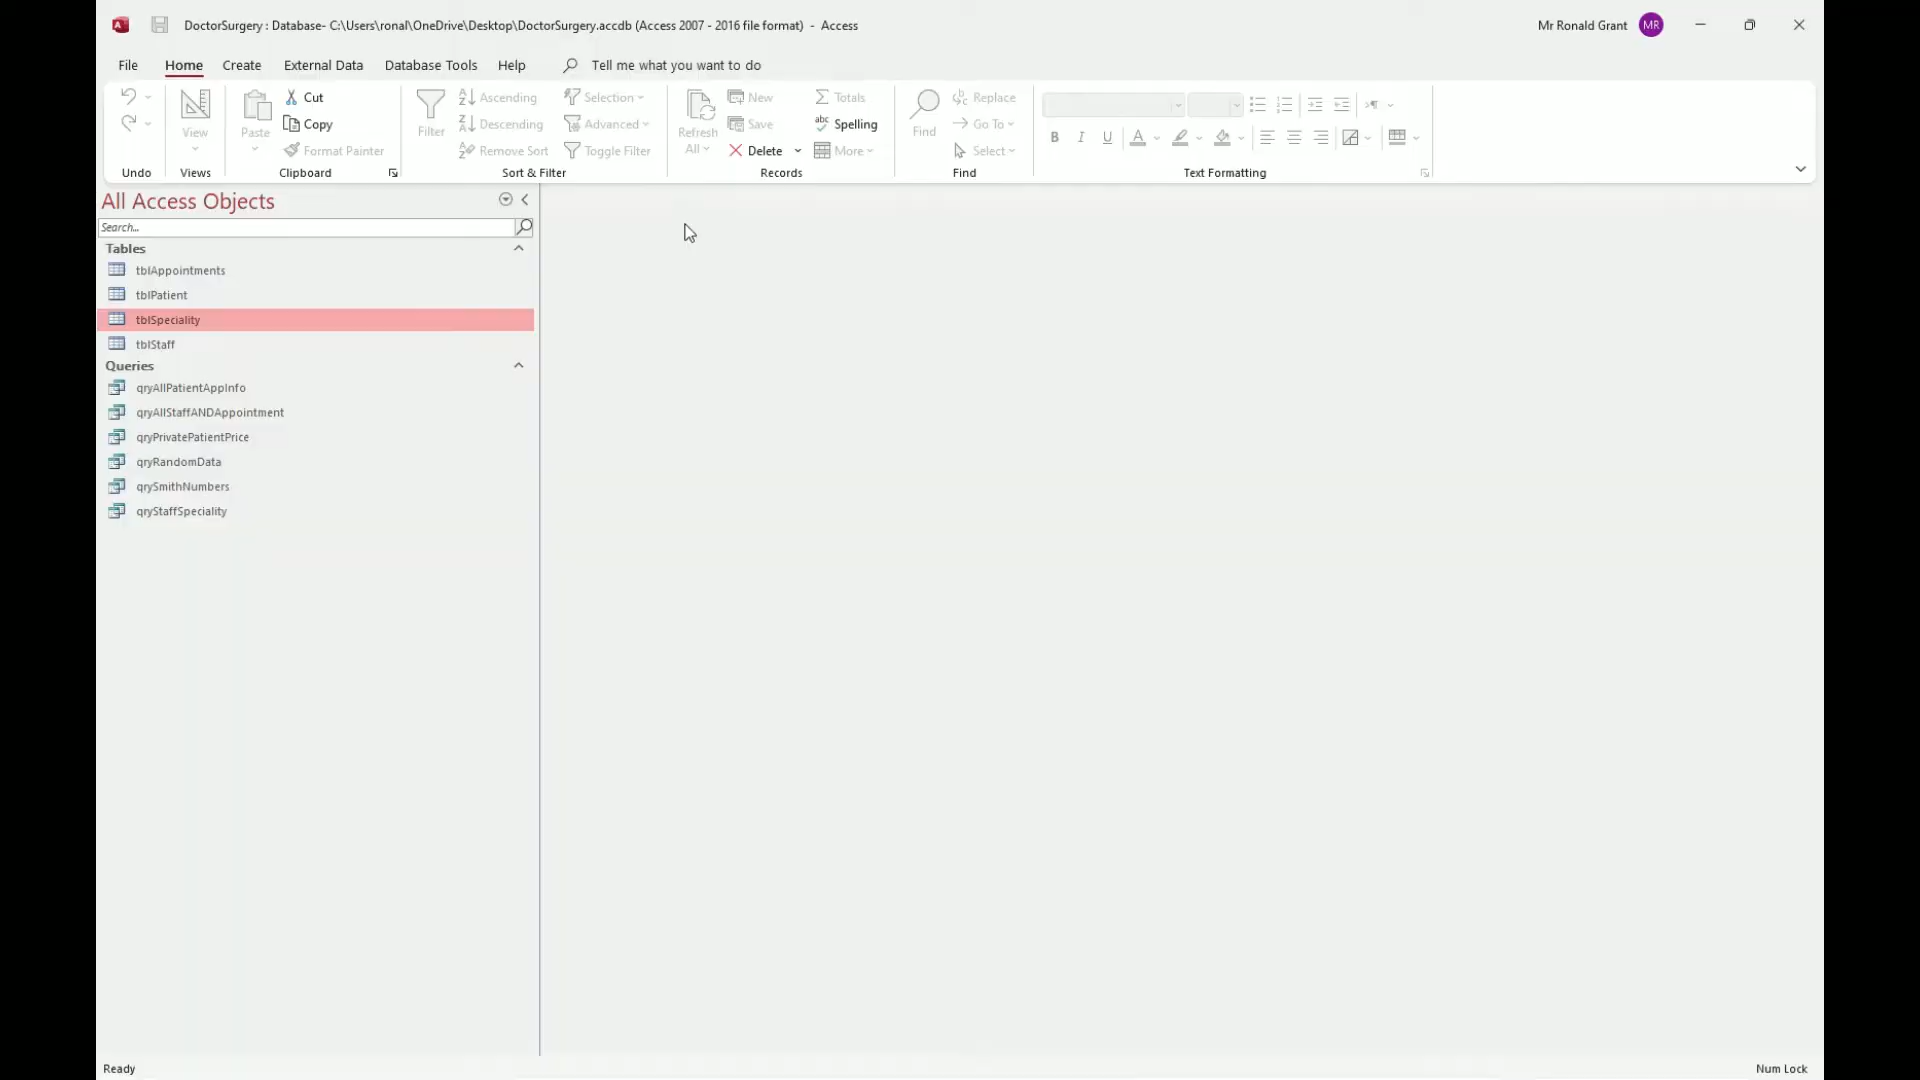 DoctorSurgery : Database- C:\Users\ronal\OneDrive\Desktop\DoctorSurgery.accdb (Access 2007 - 2016 file format) - Access
Mr Ronald Grant
MR
File
Home
Create
External Data
Database Tools
Help
Tell me what you want to do
View
Paste
Cut
Copy
Format Painter
Filter
Ascending
Descending
Remove Sort
Selection
Advanced
Toggle Filter
Refresh
All
New
Save
Delete
Totals
Spelling
More
Find
Replace
Go To
Select
B I U
Undo
Views
Clipboard
Sort & Filter
Records
Find
Text Formatting
All Access Objects
Search...
Tables
tblAppointments
tblPatient
tblSpeciality
tblStaff
Queries
qryAllPatientAppInfo
qryAllStaffANDAppointment
qryPrivatePatientPrice
qryRandomData
qrySmithNumbers
qryStaffSpeciality
Ready
Num Lock